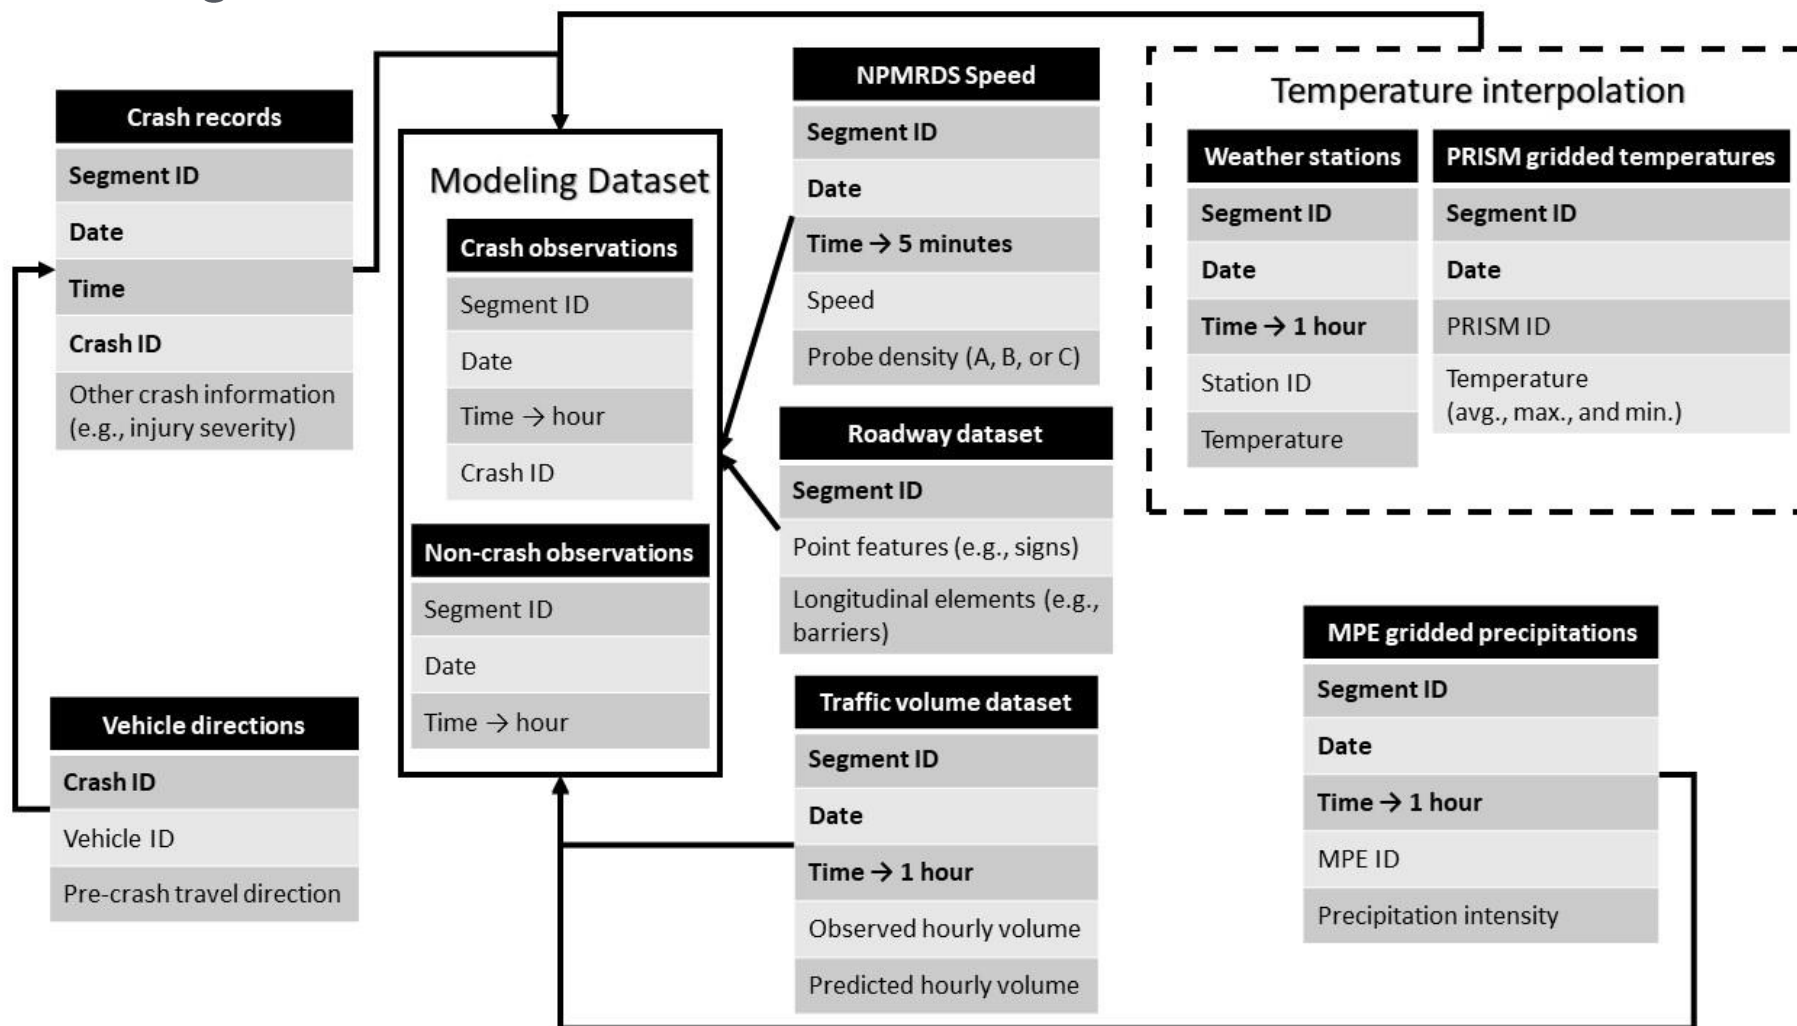 Crash records
Segment ID
Date
Time
Crash ID
Other crash information
(e.g., injury severity)
Vehicle directions
Crash ID
Vehicle ID
Pre-crash travel direction
Modeling Dataset
Crash observations
Segment ID
Date
Time → hour
Crash ID
Non-crash observations
Segment ID
Date
Time → hour
NPMRDS Speed
Segment ID
Date
Time → 5 minutes
Speed
Probe density (A, B, or C)
Roadway dataset
Segment ID
Point features (e.g., signs)
Longitudinal elements (e.g.,
barriers)
Traffic volume dataset
Segment ID
Date
Time → 1 hour
Observed hourly volume
Predicted hourly volume
Temperature interpolation
Weather stations
Segment ID
Date
Time → 1 hour
Station ID
Temperature
PRISM gridded temperatures
Segment ID
Date
PRISM ID
Temperature
(avg., max., and min.)
MPE gridded precipitations
Segment ID
Date
Time → 1 hour
MPE ID
Precipitation intensity